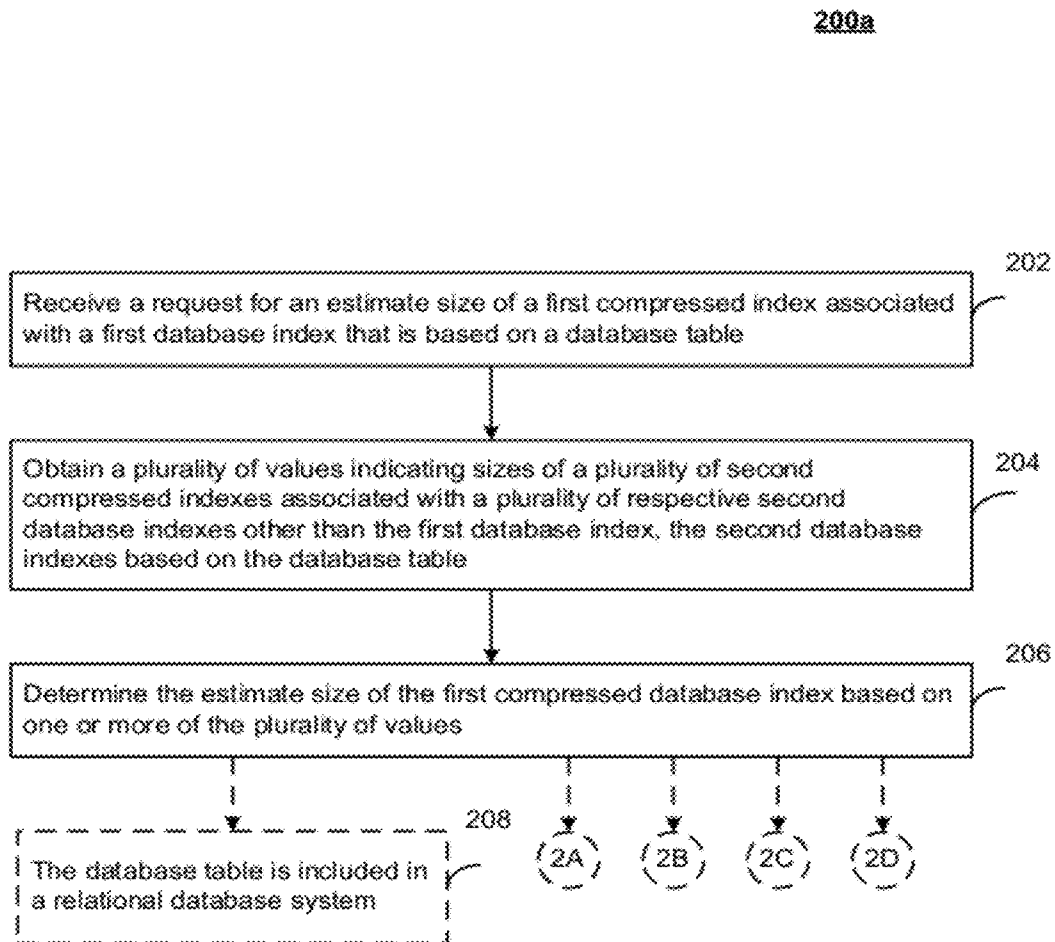 200a
202
Receive a request for an estimate size of a first compressed index associated
with a first database index that is based on a database table
204
Obtain a plurality of values indicating sizes of a plurality of second
compressed indexes associated with a plurality of respective second
database indexes other than the first database index, the second database
indexes based on the database table
206
Determine the estimate size of the first compressed database index based on
one or more of the plurality of values
208
The database table is included in
a relational database system
2A
2B
2C
2D